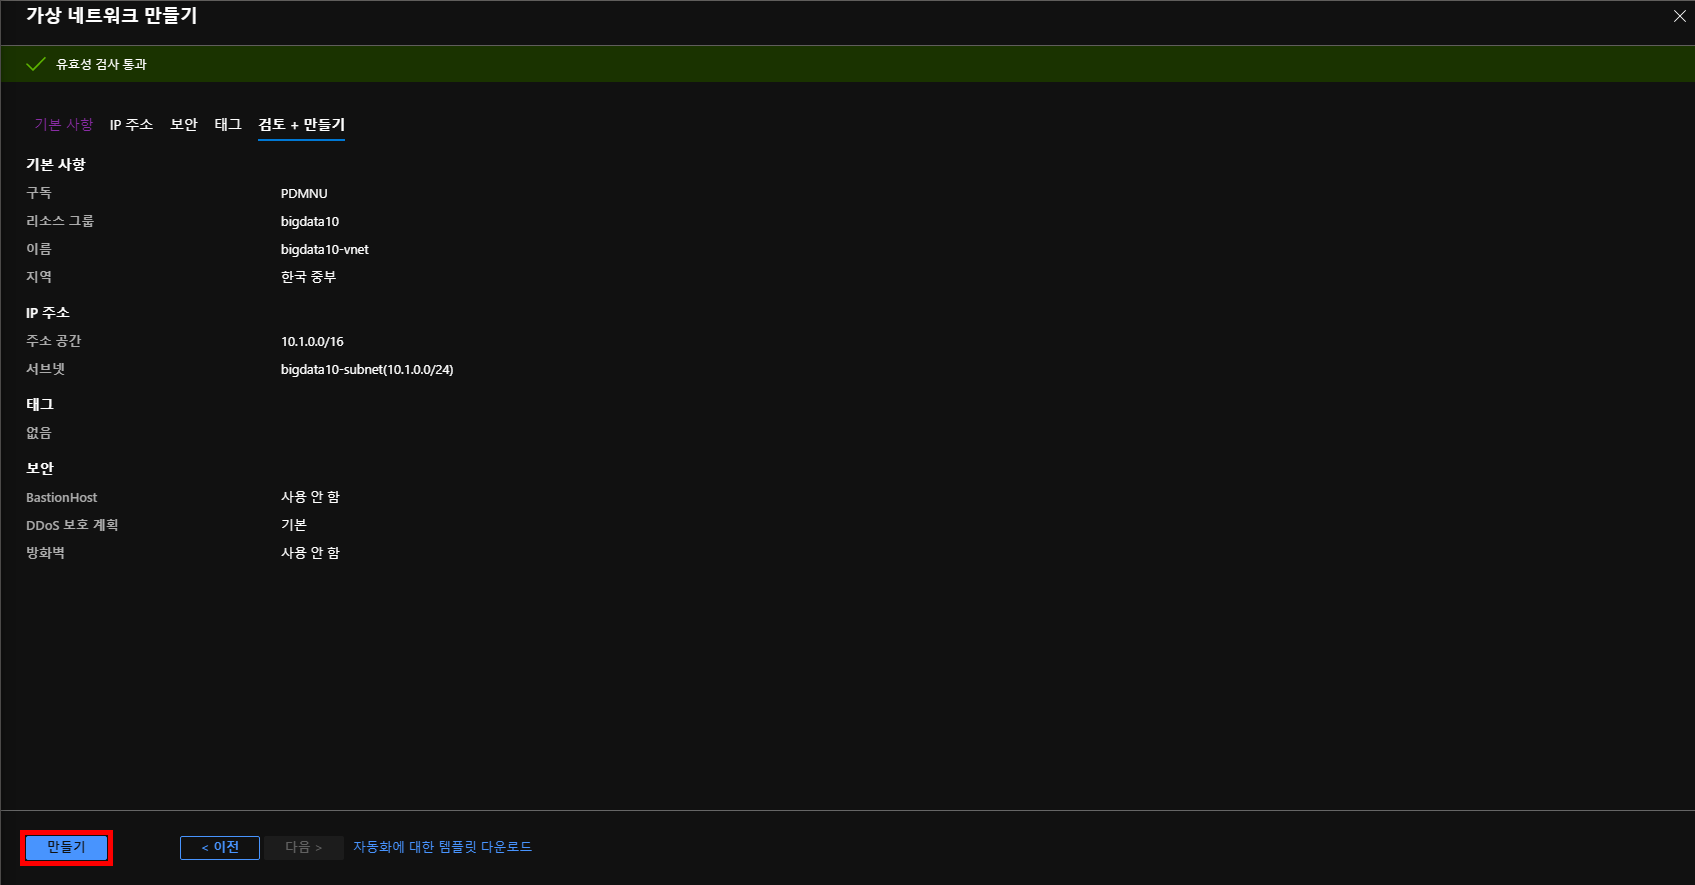 가상 네트워크 만들기
유효성 검사 통과
기본 사항 IP 주소 보안 태그 검토 + 만들기
기본 사항
구독 PDMNU
리소스 그룹 bigdata10
이름 bigdata10-vnet
지역 한국 중부
IP 주소
주소 공간 10.1.0.0/16
서브넷 bigdata10-subnet(10.1.0.0/24)
태그
없음
보안
BastionHost 사용 안 함
DDoS 보호 계획 기본
방화벽 사용 안 함
만들기 < 이전 다음 > 자동화에 대한 템플릿 다운로드